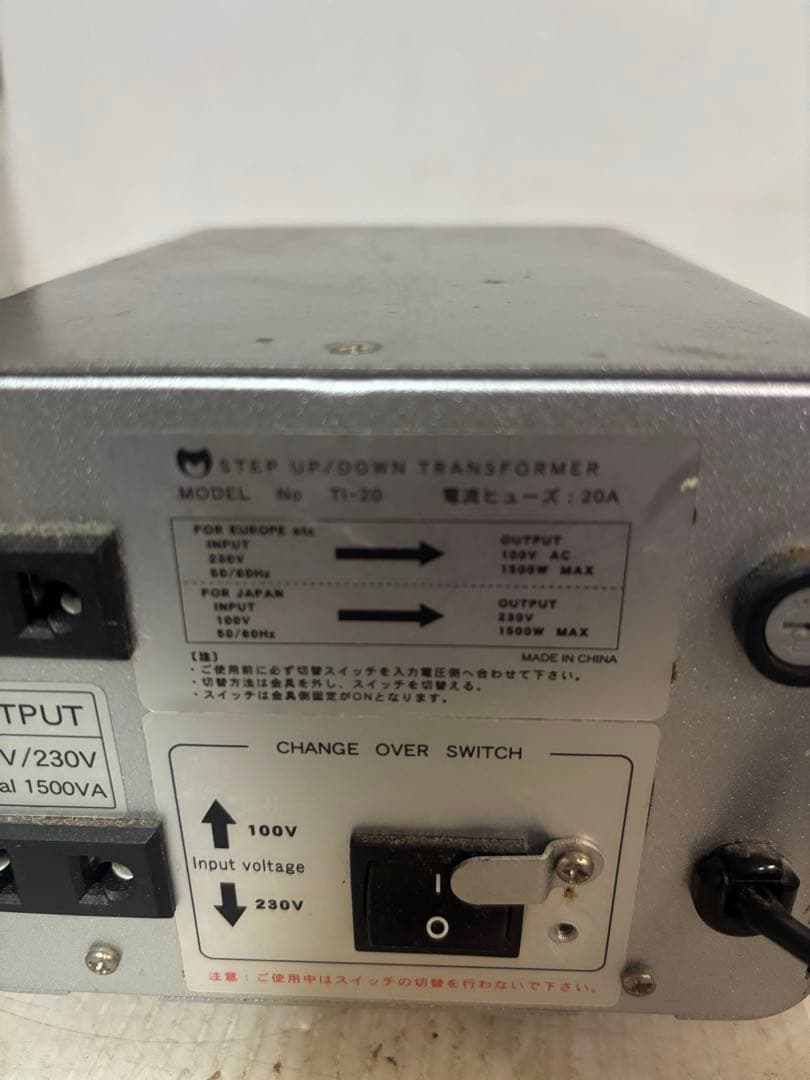 STEP UP/DOWN TRANSFORMER
MODEL No TI-20 電流ヒューズ：20A
FOR EUROPE etc
INPUT
230V
50/60Hz
OUTPUT
100V AC
1500W MAX
FOR JAPAN
INPUT
100V
50/60Hz
OUTPUT
230V
1500W MAX
【注】
MADE IN CHINA
・ご使用前に必ず切替スイッチを入力電圧側へ合わせて下さい。
・切替方法は金具を外し、スイッチを切替える。
・スイッチは金具側固定がONとなります。
TPUT
V/230V
al 1500VA
CHANGE OVER SWITCH
100V
Input voltage
230V
I
O
注意：ご使用中はスイッチの切替を行わないで下さい。